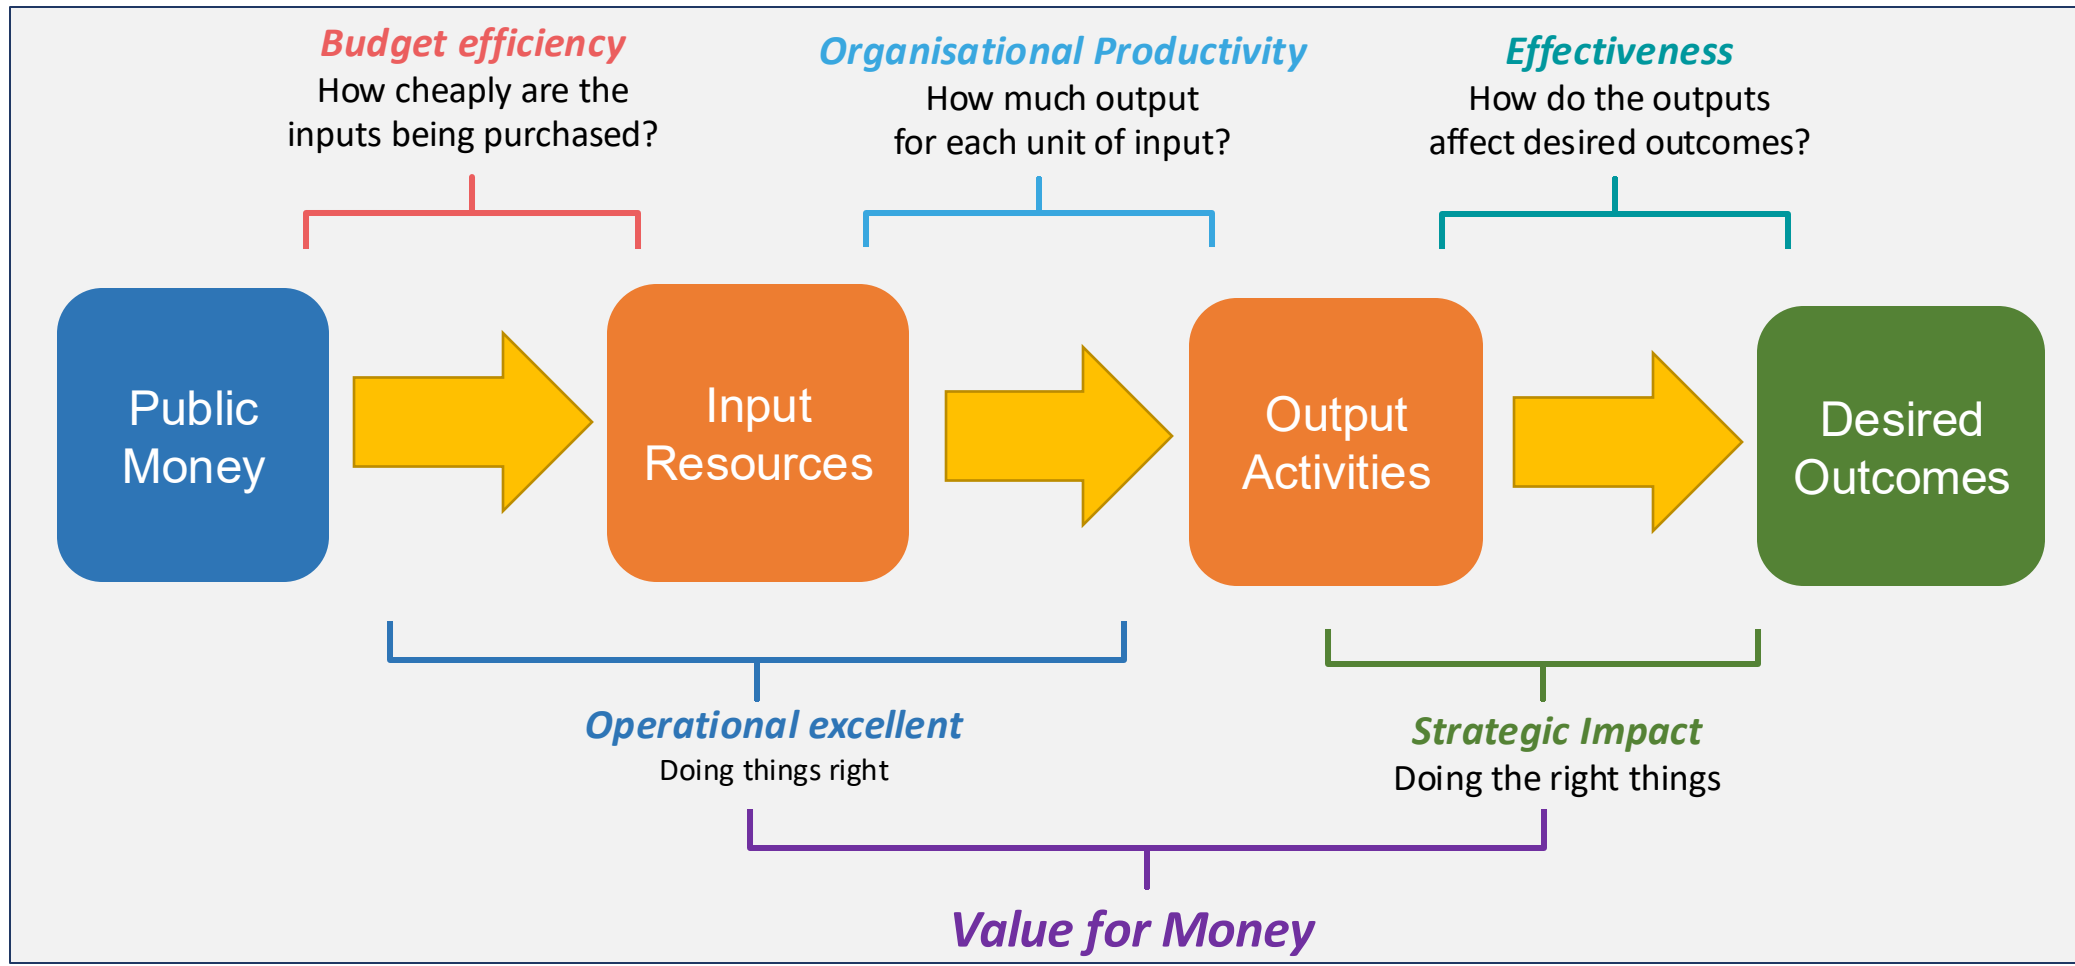 Budget efficiency
How cheaply are the
inputs being purchased?
Organisational Productivity
How much output
for each unit of input?
Effectiveness
How do the outputs
affect desired outcomes?
Public
Money
Input
Resources
Output
Activities
Desired
Outcomes
Operational excellent
Doing things right
Strategic Impact
Doing the right things
Value for Money